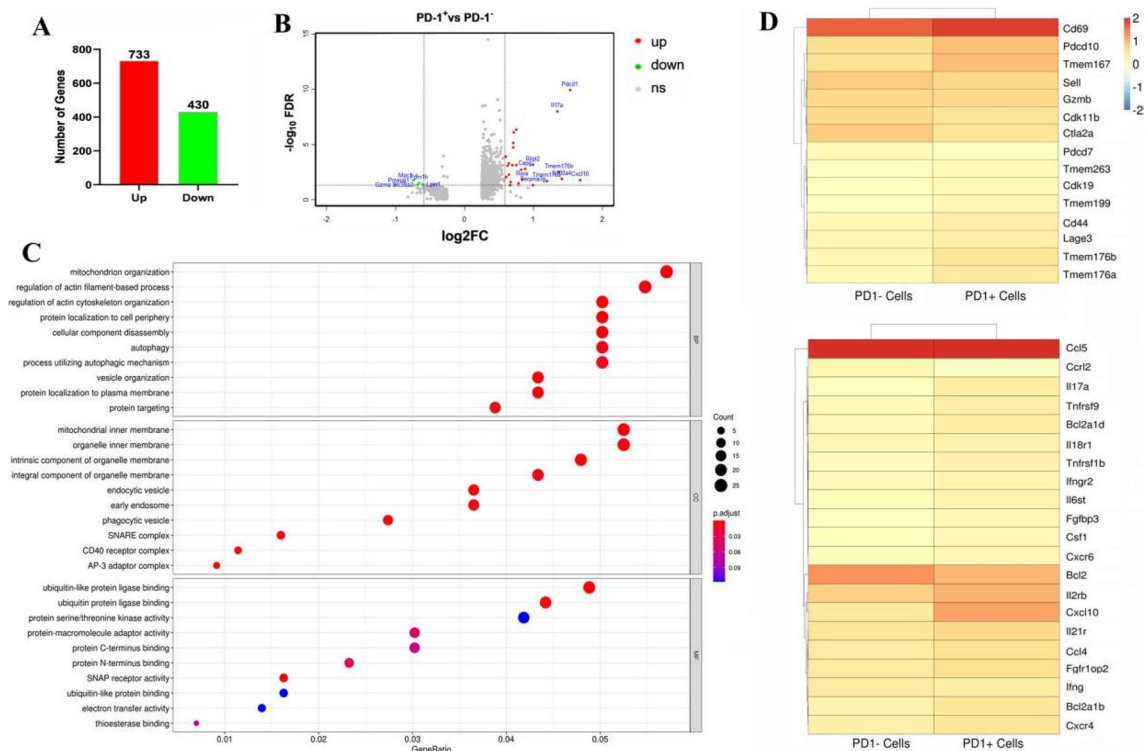 A
Number of Genes
800
600
400
200
0
733
430
Up
Down
B
PD-1+vs PD-1-
-log10 FDR
15
10
5
0
-2
-1
0
1
2
log2FC
Pdcd1
Il17a
Rilpl2
Capg
Tmem176b
Cxcl10
up
down
ns
C
mitochondrion organization
regulation of actin filament-based process
regulation of actin cytoskeleton organization
protein localization to cell periphery
cellular component disassembly
autophagy
process utilizing autophagic mechanism
vesicle organization
protein localization to plasma membrane
protein targeting
BP
mitochondrial inner membrane
organelle inner membrane
intrinsic component of organelle membrane
integral component of organelle membrane
endocytic vesicle
early endosome
phagocytic vesicle
SNARE complex
CD40 receptor complex
AP-3 adaptor complex
CC
ubiquitin-like protein ligase binding
ubiquitin protein ligase binding
protein serine/threonine kinase activity
protein-macromolecule adaptor activity
protein C-terminus binding
protein N-terminus binding
SNAP receptor activity
ubiquitin-like protein binding
electron transfer activity
thioesterase binding
MF
0.01
0.02
0.03
0.04
0.05
GeneRatio
Count
5
10
15
20
25
p.adjust
0.03
0.06
0.09
D
Cd69
Pdcd10
Tmem167
Sell
Gzmb
Cdk11b
Ctla2a
Pdcd7
Tmem263
Cdk19
Tmem199
Cd44
Lage3
Tmem176b
Tmem176a
PD1- Cells
PD1+ Cells
2
1
0
-1
-2
Ccl5
Ccrl2
Il17a
Tnfrsf9
Bcl2a1d
Il18r1
Tnfrsf1b
Ifngr2
Il6st
Fgfbp3
Csf1
Cxcr6
Bcl2
Il2rb
Cxcl10
Il21r
Ccl4
Fgfr1op2
Ifng
Bcl2a1b
Cxcr4
PD1- Cells
PD1+ Cells